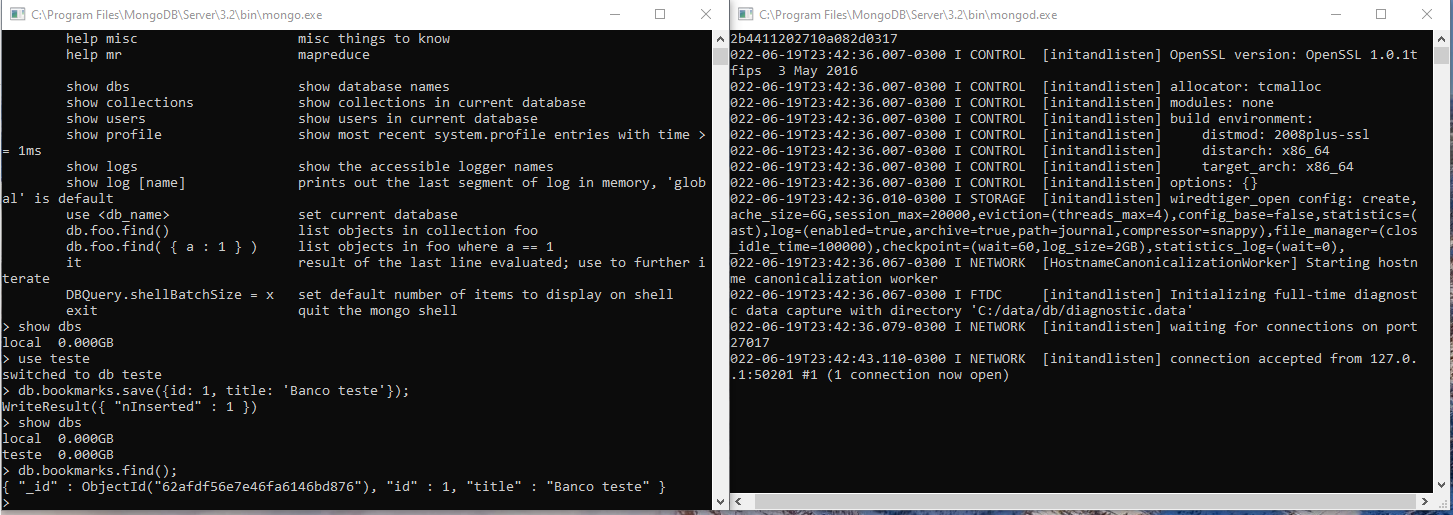 C:\Program Files\MongoDB\Server\3.2\bin\mongo.exe
help misc misc things to know
help mr mapreduce
show dbs show database names
show collections show collections in current database
show users show users in current database
show profile show most recent system.profile entries with time >
= 1ms
show logs show the accessible logger names
show log [name] prints out the last segment of log in memory, 'glob
al' is default
use <db_name> set current database
db.foo.find() list objects in collection foo
db.foo.find( { a : 1 } ) list objects in foo where a == 1
it result of the last line evaluated; use to further i
terate
DBQuery.shellBatchSize = x set default number of items to display on shell
exit quit the mongo shell
> show dbs
local 0.000GB
> use teste
switched to db teste
> db.bookmarks.save({id: 1, title: 'Banco teste'});
WriteResult({ "nInserted" : 1 })
> show dbs
local 0.000GB
teste 0.000GB
> db.bookmarks.find();
{ "_id" : ObjectId("62afdf56e7e46fa6146bd876"), "id" : 1, "title" : "Banco teste" }
>
C:\Program Files\MongoDB\Server\3.2\bin\mongod.exe
2b4411202710a082d0317
022-06-19T23:42:36.007-0300 I CONTROL [initandlisten] OpenSSL version: OpenSSL 1.0.1t
fips 3 May 2016
022-06-19T23:42:36.007-0300 I CONTROL [initandlisten] allocator: tcmalloc
022-06-19T23:42:36.007-0300 I CONTROL [initandlisten] modules: none
022-06-19T23:42:36.007-0300 I CONTROL [initandlisten] build environment:
022-06-19T23:42:36.007-0300 I CONTROL [initandlisten] distmod: 2008plus-ssl
022-06-19T23:42:36.007-0300 I CONTROL [initandlisten] distarch: x86_64
022-06-19T23:42:36.007-0300 I CONTROL [initandlisten] target_arch: x86_64
022-06-19T23:42:36.007-0300 I CONTROL [initandlisten] options: {}
022-06-19T23:42:36.010-0300 I STORAGE [initandlisten] wiredtiger_open config: create,
ache_size=6G,session_max=20000,eviction=(threads_max=4),config_base=false,statistics=(
ast),log=(enabled=true,archive=true,path=journal,compressor=snappy),file_manager=(clos
_idle_time=100000),checkpoint=(wait=60,log_size=2GB),statistics_log=(wait=0),
022-06-19T23:42:36.067-0300 I NETWORK [HostnameCanonicalizationWorker] Starting hostn
me canonicalization worker
022-06-19T23:42:36.067-0300 I FTDC [initandlisten] Initializing full-time diagnost
c data capture with directory 'C:/data/db/diagnostic.data'
022-06-19T23:42:36.079-0300 I NETWORK [initandlisten] waiting for connections on port
27017
022-06-19T23:42:43.110-0300 I NETWORK [initandlisten] connection accepted from 127.0.
.1:50201 #1 (1 connection now open)